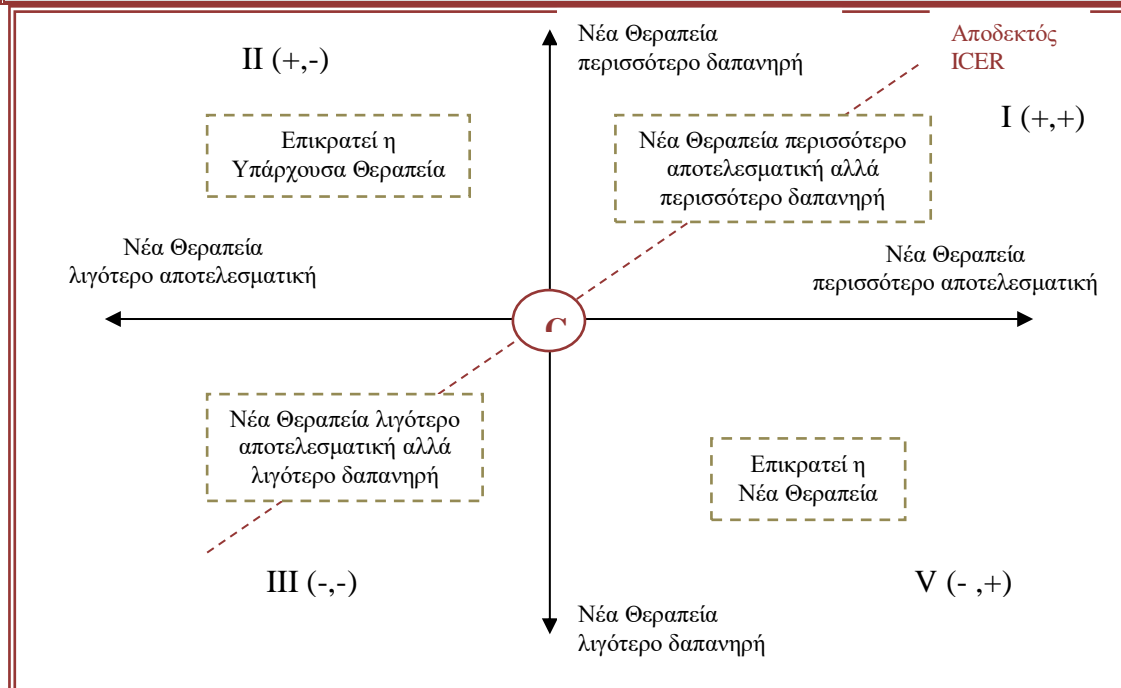 Νέα Θεραπεία
περισσότερο δαπανηρή
Αποδεκτός
ICER
II (+,-)
I (+,+)
Επικρατεί η
Υπάρχουσα Θεραπεία
Νέα Θεραπεία περισσότερο
αποτελεσματική αλλά
περισσότερο δαπανηρή
Νέα Θεραπεία
λιγότερο αποτελεσματική
Νέα Θεραπεία
περισσότερο αποτελεσματική
Νέα Θεραπεία λιγότερο
αποτελεσματική αλλά
λιγότερο δαπανηρή
Επικρατεί η
Νέα Θεραπεία
III (-,-)
V (- ,+)
Νέα Θεραπεία
λιγότερο δαπανηρή